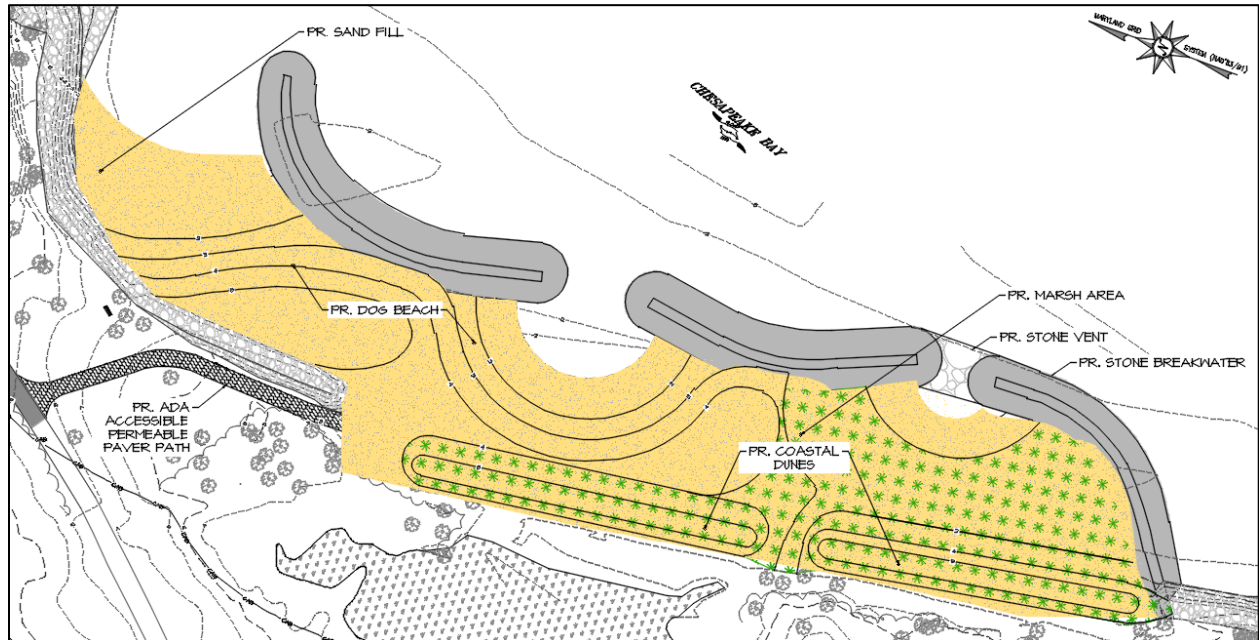 PR. SAND FILL
MARYLAND GRID
SYSTEM (NAD'83/91)
CHESAPEAKE BAY
PR. DOG BEACH
PR. MARSH AREA
PR. STONE VENT
PR. STONE BREAKWATER
PR. ADA
ACCESSIBLE
PERMEABLE
PAVER PATH
PR. COASTAL
DUNES